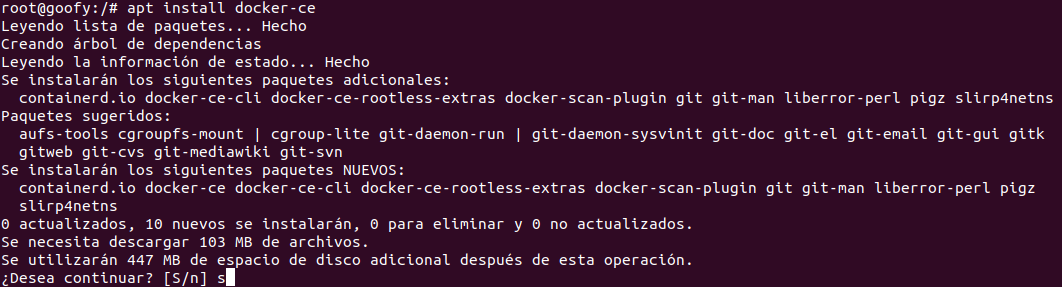 root@goofy:/# apt install docker-ce
Leyendo lista de paquetes... Hecho
Creando árbol de dependencias
Leyendo la información de estado... Hecho
Se instalarán los siguientes paquetes adicionales:
  containerd.io docker-ce-cli docker-ce-rootless-extras docker-scan-plugin git git-man liberror-perl pigz slirp4netns
Paquetes sugeridos:
  aufs-tools cgroupfs-mount | cgroup-lite git-daemon-run | git-daemon-sysvinit git-doc git-el git-email git-gui gitk
  gitweb git-cvs git-mediawiki git-svn
Se instalarán los siguientes paquetes NUEVOS:
  containerd.io docker-ce docker-ce-cli docker-ce-rootless-extras docker-scan-plugin git git-man liberror-perl pigz
  slirp4netns
0 actualizados, 10 nuevos se instalarán, 0 para eliminar y 0 no actualizados.
Se necesita descargar 103 MB de archivos.
Se utilizarán 447 MB de espacio de disco adicional después de esta operación.
¿Desea continuar? [S/n] s